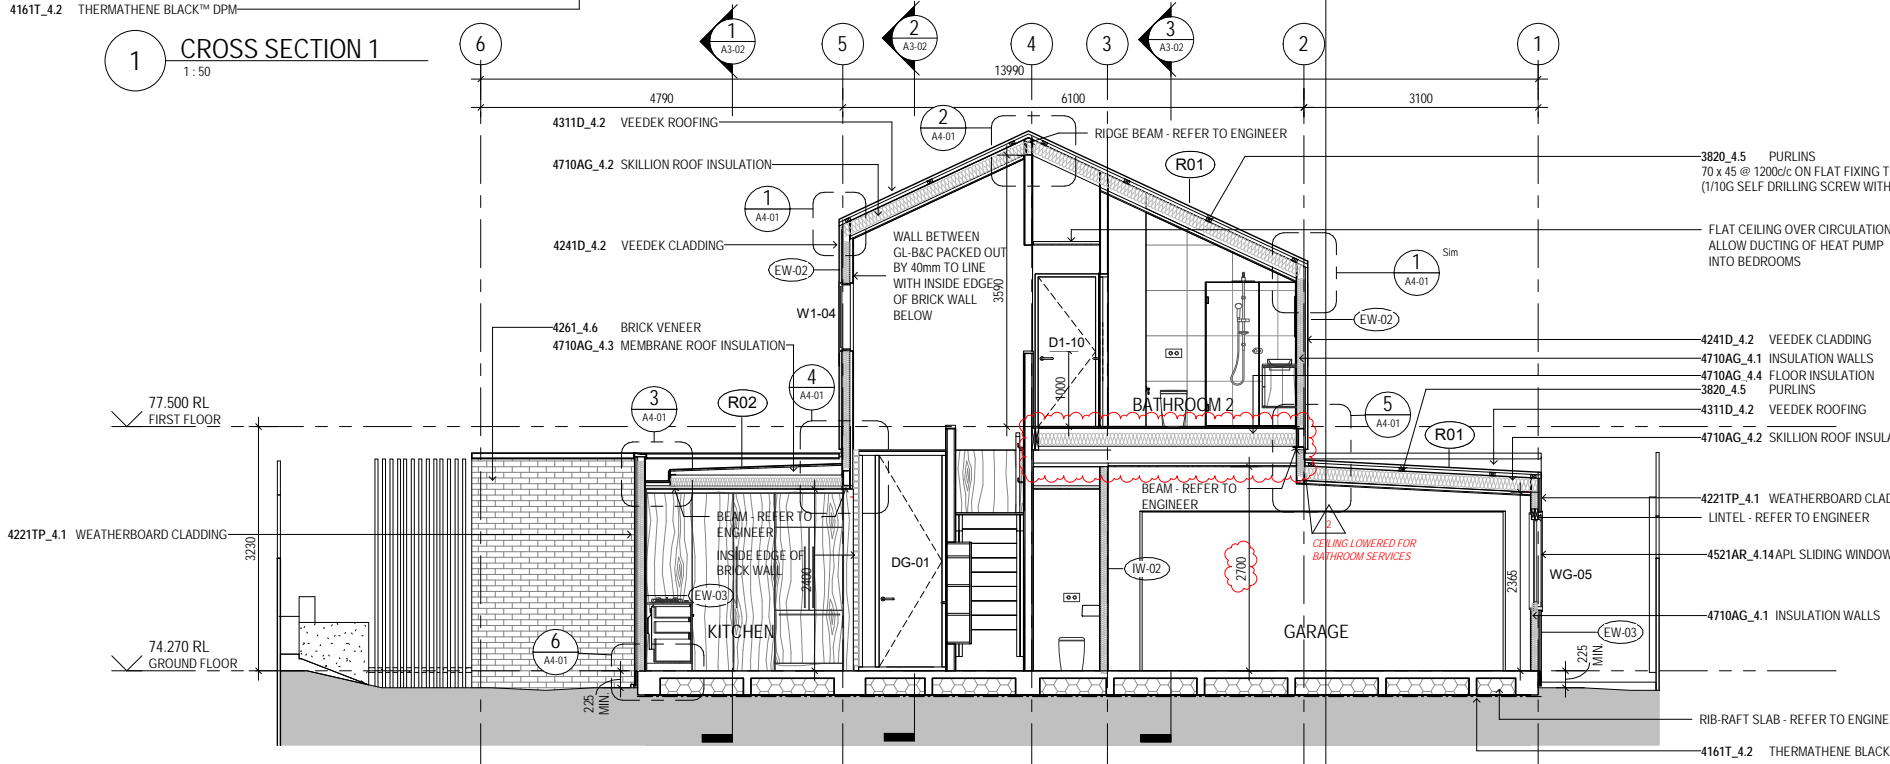 4161T_4.2 THERMATHENE BLACK™ DPM
1 CROSS SECTION 1
1 : 50
6
1
A3-02
5
2
A3-02
4
3
3
A3-02
2
1
13990
4790
6100
3100
4311D_4.2 VEEDEK ROOFING
2
A4-01
RIDGE BEAM - REFER TO ENGINEER
R01
4710AG_4.2 SKILLION ROOF INSULATION
3820_4.5 PURLINS
70 x 45 @ 1200c/c ON FLAT FIXING T
(1/10G SELF DRILLING SCREW WITH
1
A4-01
4241D_4.2 VEEDEK CLADDING
EW-02
WALL BETWEEN
GL-B&C PACKED OUT
BY 40mm TO LINE
WITH INSIDE EDGE
OF BRICK WALL
BELOW
3590
FLAT CEILING OVER CIRCULATION
ALLOW DUCTING OF HEAT PUMP
INTO BEDROOMS
1
A4-01
Sim
W1-04
EW-02
4261_4.6 BRICK VENEER
4710AG_4.3 MEMBRANE ROOF INSULATION
D1-10
1000
BATHROOM 2
4241D_4.2 VEEDEK CLADDING
4710AG_4.1 INSULATION WALLS
4710AG_4.4 FLOOR INSULATION
3820_4.5 PURLINS
4311D_4.2 VEEDEK ROOFING
4710AG_4.2 SKILLION ROOF INSULA
77.500 RL
FIRST FLOOR
3
A4-01
R02
4
A4-01
5
A4-01
R01
BEAM - REFER TO
ENGINEER
BEAM - REFER TO
ENGINEER
2
CEILING LOWERED FOR
BATHROOM SERVICES
4221TP_4.1 WEATHERBOARD CLAD
LINTEL - REFER TO ENGINEER
4521AR_4.14 APL SLIDING WINDOW
4221TP_4.1 WEATHERBOARD CLADDING
3230
INSIDE EDGE OF
BRICK WALL
2400
DG-01
IW-02
2700
2365
WG-05
EW-03
KITCHEN
GARAGE
4710AG_4.1 INSULATION WALLS
EW-03
74.270 RL
GROUND FLOOR
6
A4-01
225
MIN.
225
MIN.
RIB-RAFT SLAB - REFER TO ENGINE
4161T_4.2 THERMATHENE BLACK